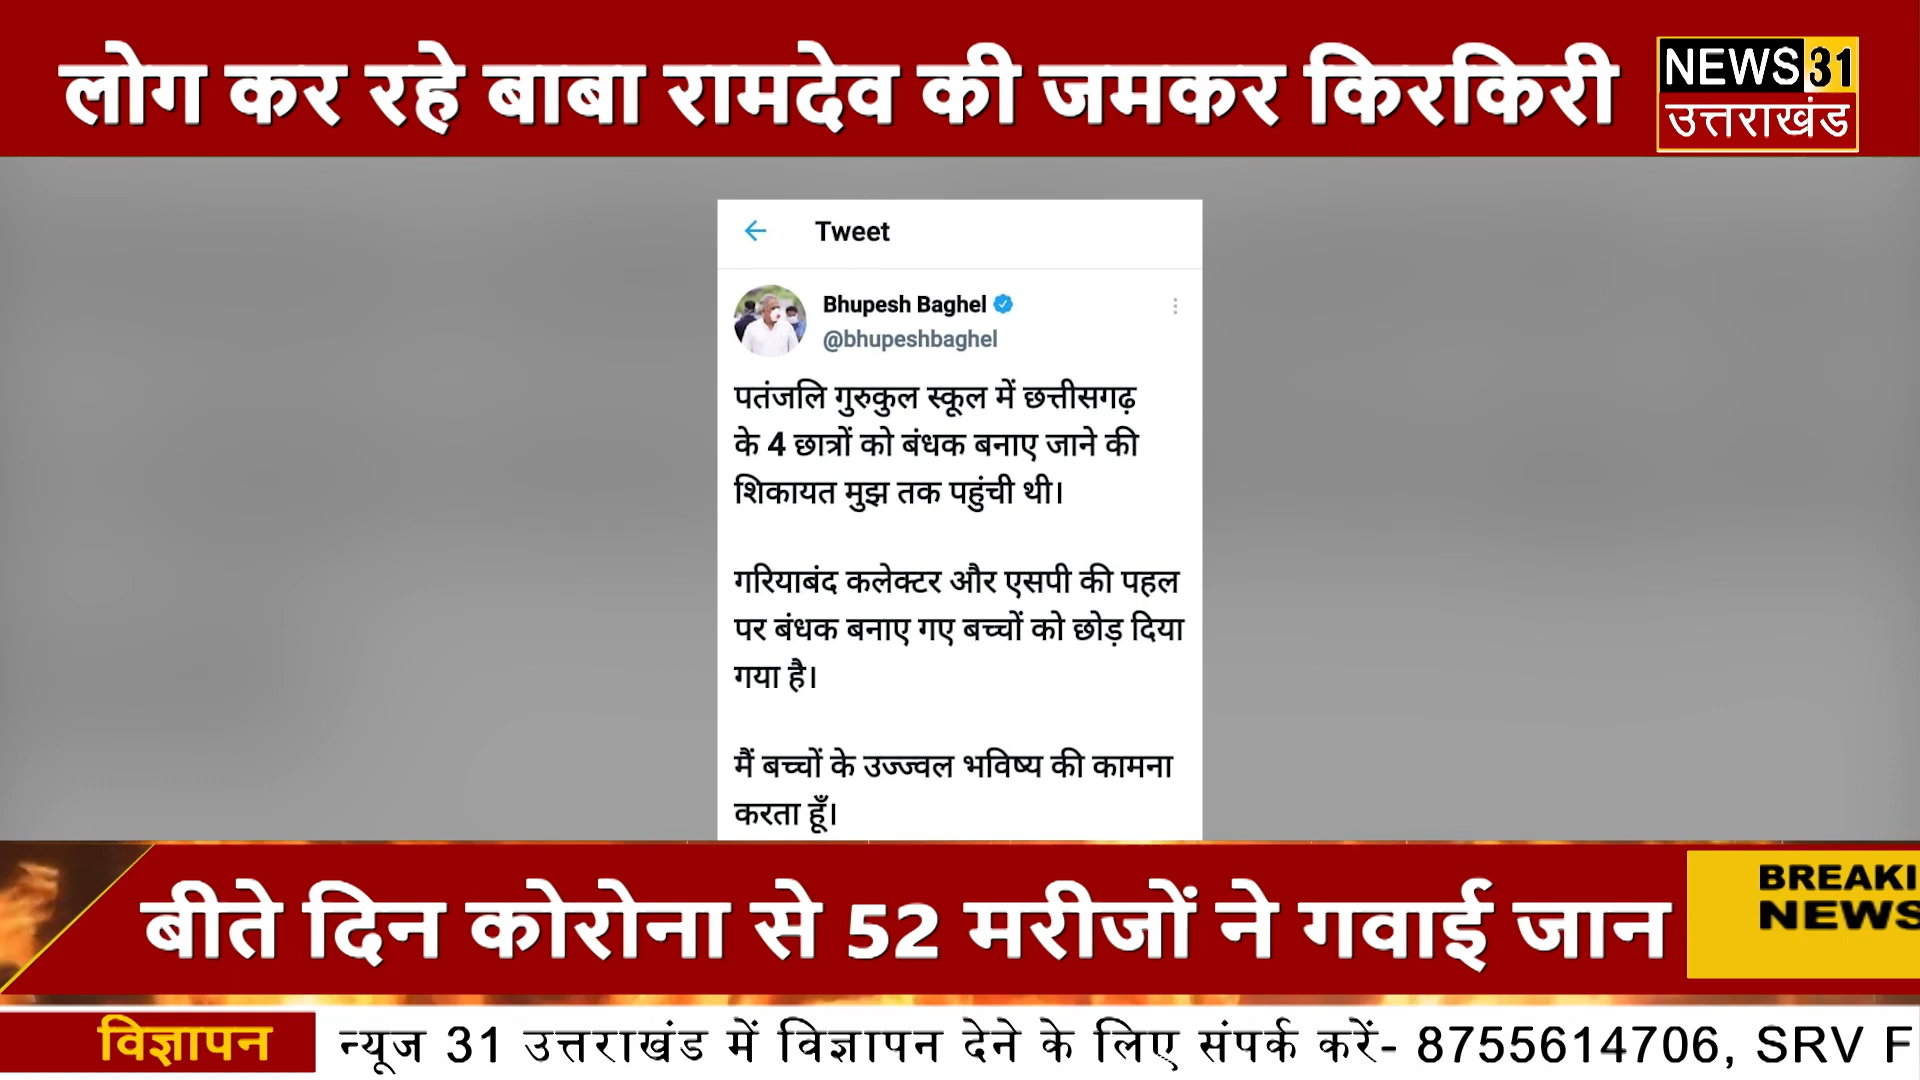 लोग कर रहे बाबा रामदेव की जमकर किरकिरी
NEWS 31
उत्तराखंड
Tweet
Bhupesh Baghel
@bhupeshbaghel
पतंजलि गुरुकुल स्कूल में छत्तीसगढ़
के 4 छात्रों को बंधक बनाए जाने की
शिकायत मुझ तक पहुंची थी।
गरियाबंद कलेक्टर और एसपी की पहल
पर बंधक बनाए गए बच्चों को छोड़ दिया
गया है।
मैं बच्चों के उज्ज्वल भविष्य की कामना
करता हूँ।
बीते दिन कोरोना से 52 मरीजों ने गवाई जान
BREAKI
NEWS
विज्ञापन
न्यूज 31 उत्तराखंड में विज्ञापन देने के लिए संपर्क करें- 8755614706, SRV F